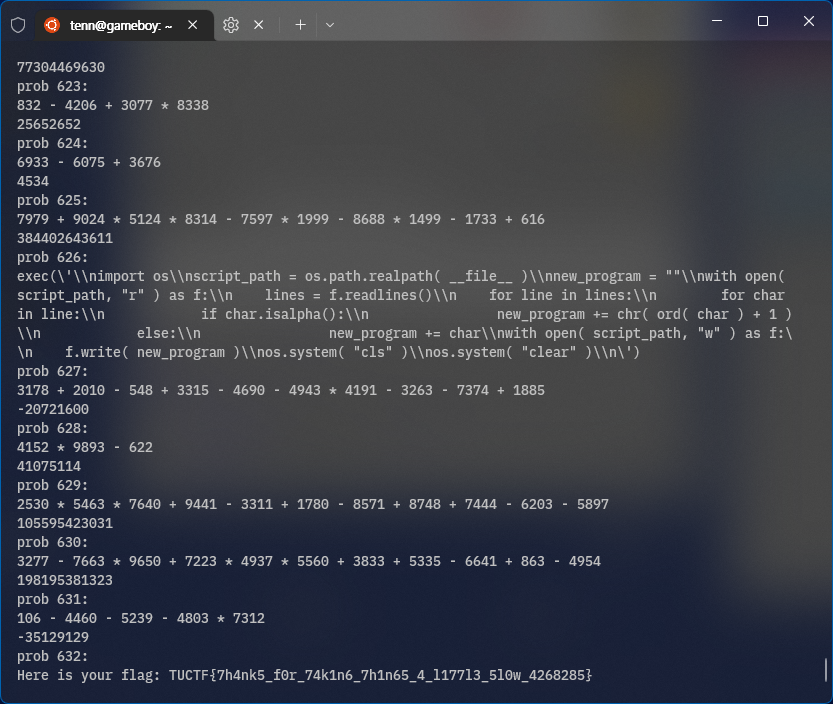 tenn@gameboy: ~
77304469630
prob 623:
832 - 4206 + 3077 * 8338
25652652
prob 624:
6933 - 6075 + 3676
4534
prob 625:
7979 + 9024 * 5124 * 8314 - 7597 * 1999 - 8688 * 1499 - 1733 + 616
384402643611
prob 626:
exec(\'\\nimport os\\nscript_path = os.path.realpath( __file__ )\\nnew_program = ""\\nwith open(
script_path, "r" ) as f:\\n    lines = f.readlines()\\n    for line in lines:\\n        for char
in line:\\n            if char.isalpha():\\n                new_program += chr( ord( char ) + 1 )
\\n            else:\\n                new_program += char\\nwith open( script_path, "w" ) as f:\
\n    f.write( new_program )\\nos.system( "cls" )\\nos.system( "clear" )\\n\')
prob 627:
3178 + 2010 - 548 + 3315 - 4690 - 4943 * 4191 - 3263 - 7374 + 1885
-20721600
prob 628:
4152 * 9893 - 622
41075114
prob 629:
2530 * 5463 * 7640 + 9441 - 3311 + 1780 - 8571 + 8748 + 7444 - 6203 - 5897
105595423031
prob 630:
3277 - 7663 * 9650 + 7223 * 4937 * 5560 + 3833 + 5335 - 6641 + 863 - 4954
198195381323
prob 631:
106 - 4460 - 5239 - 4803 * 7312
-35129129
prob 632:
Here is your flag: TUCTF{7h4nk5_f0r_74k1n6_7h1n65_4_l177l3_5l0w_4268285}